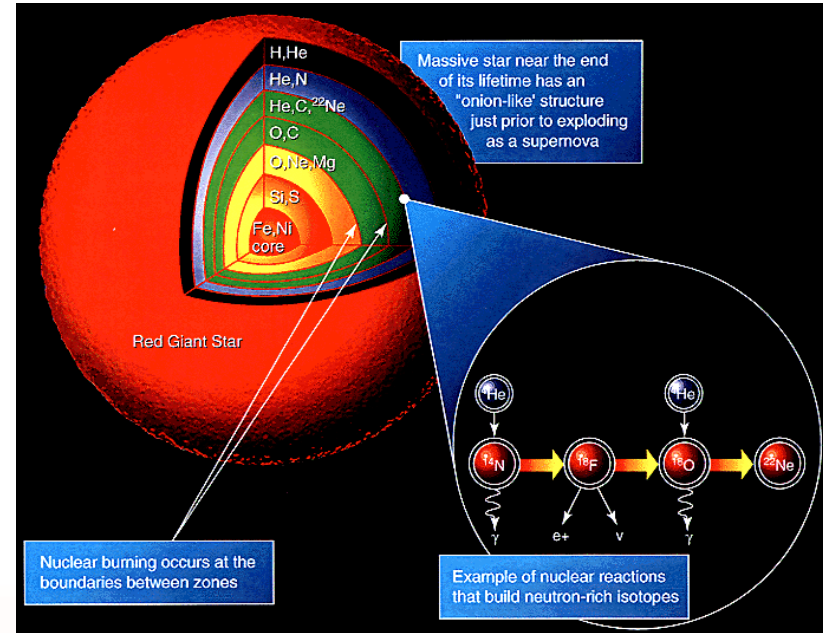 H,He
He,N
He,C,²²Ne
O,C
O,Ne,Mg
Si,S
Fe,Ni
core
Massive star near the end
of its lifetime has an
"onion-like' structure
just prior to exploding
as a supernova
Red Giant Star
⁴He
⁴He
¹⁴N
¹⁸F
¹⁸O
²²Ne
γ
e+
ν
γ
Nuclear burning occurs at the
boundaries between zones
Example of nuclear reactions
that build neutron-rich isotopes